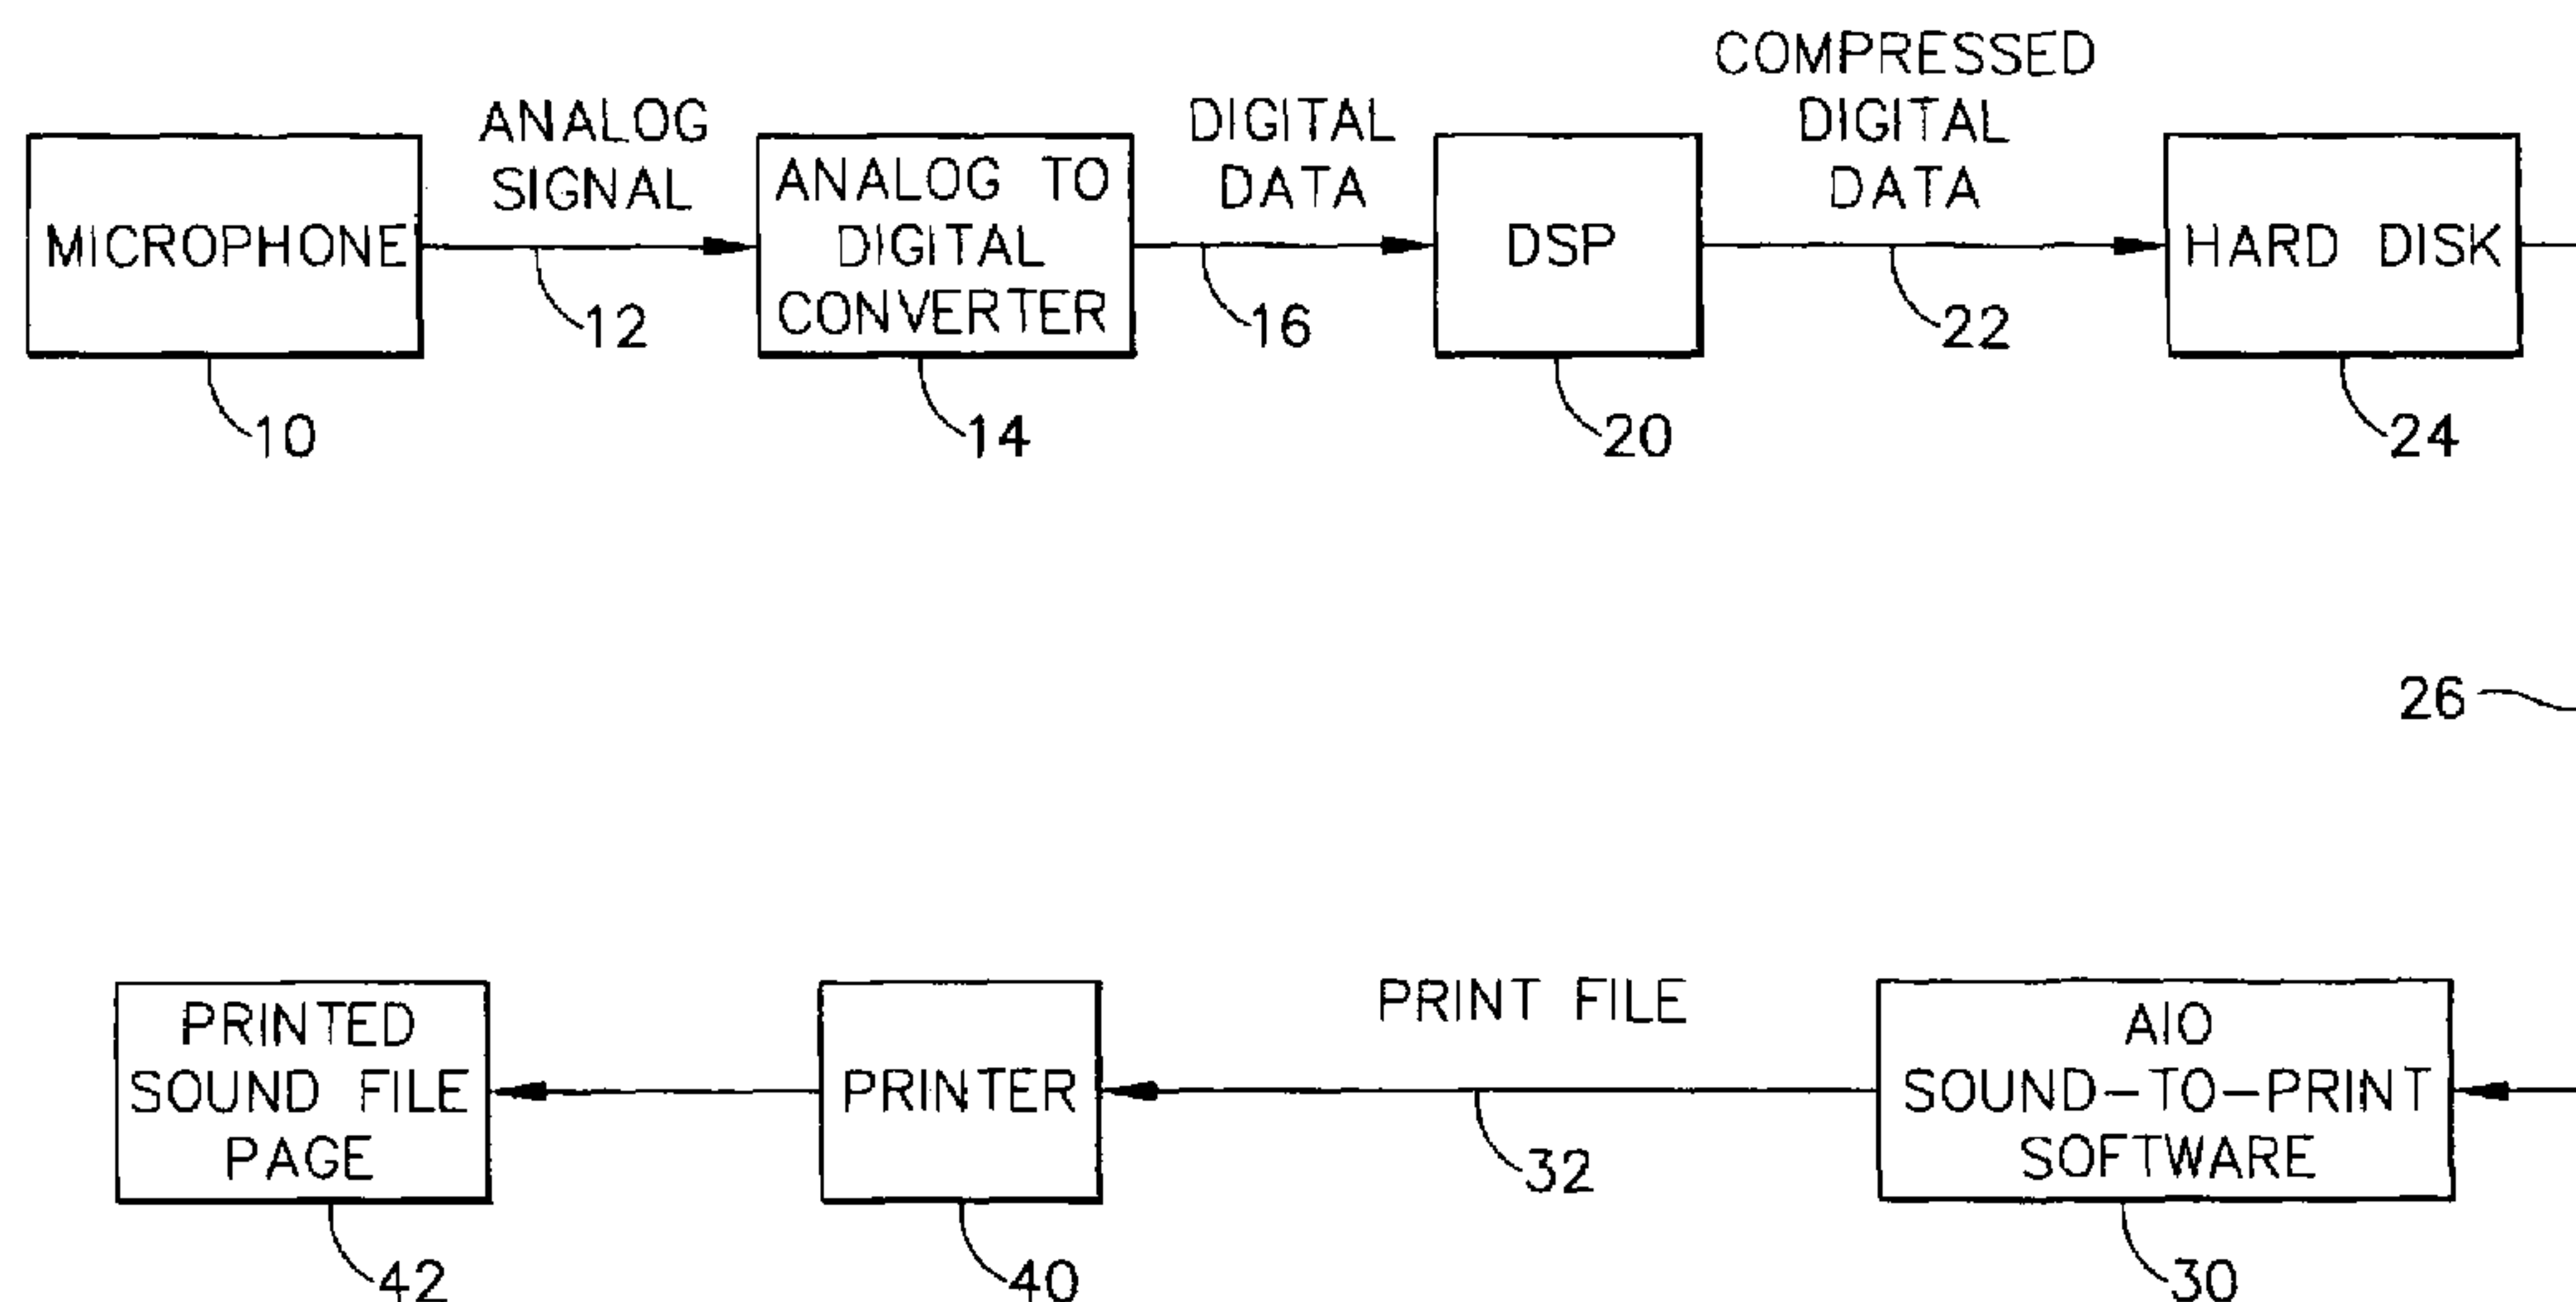 MICROPHONE
10
ANALOG
SIGNAL
12
ANALOG TO
DIGITAL
CONVERTER
14
DIGITAL
DATA
16
DSP
20
COMPRESSED
DIGITAL
DATA
22
HARD DISK
24
26
AIO
SOUND-TO-PRINT
SOFTWARE
30
PRINT FILE
32
PRINTER
40
PRINTED
SOUND FILE
PAGE
42